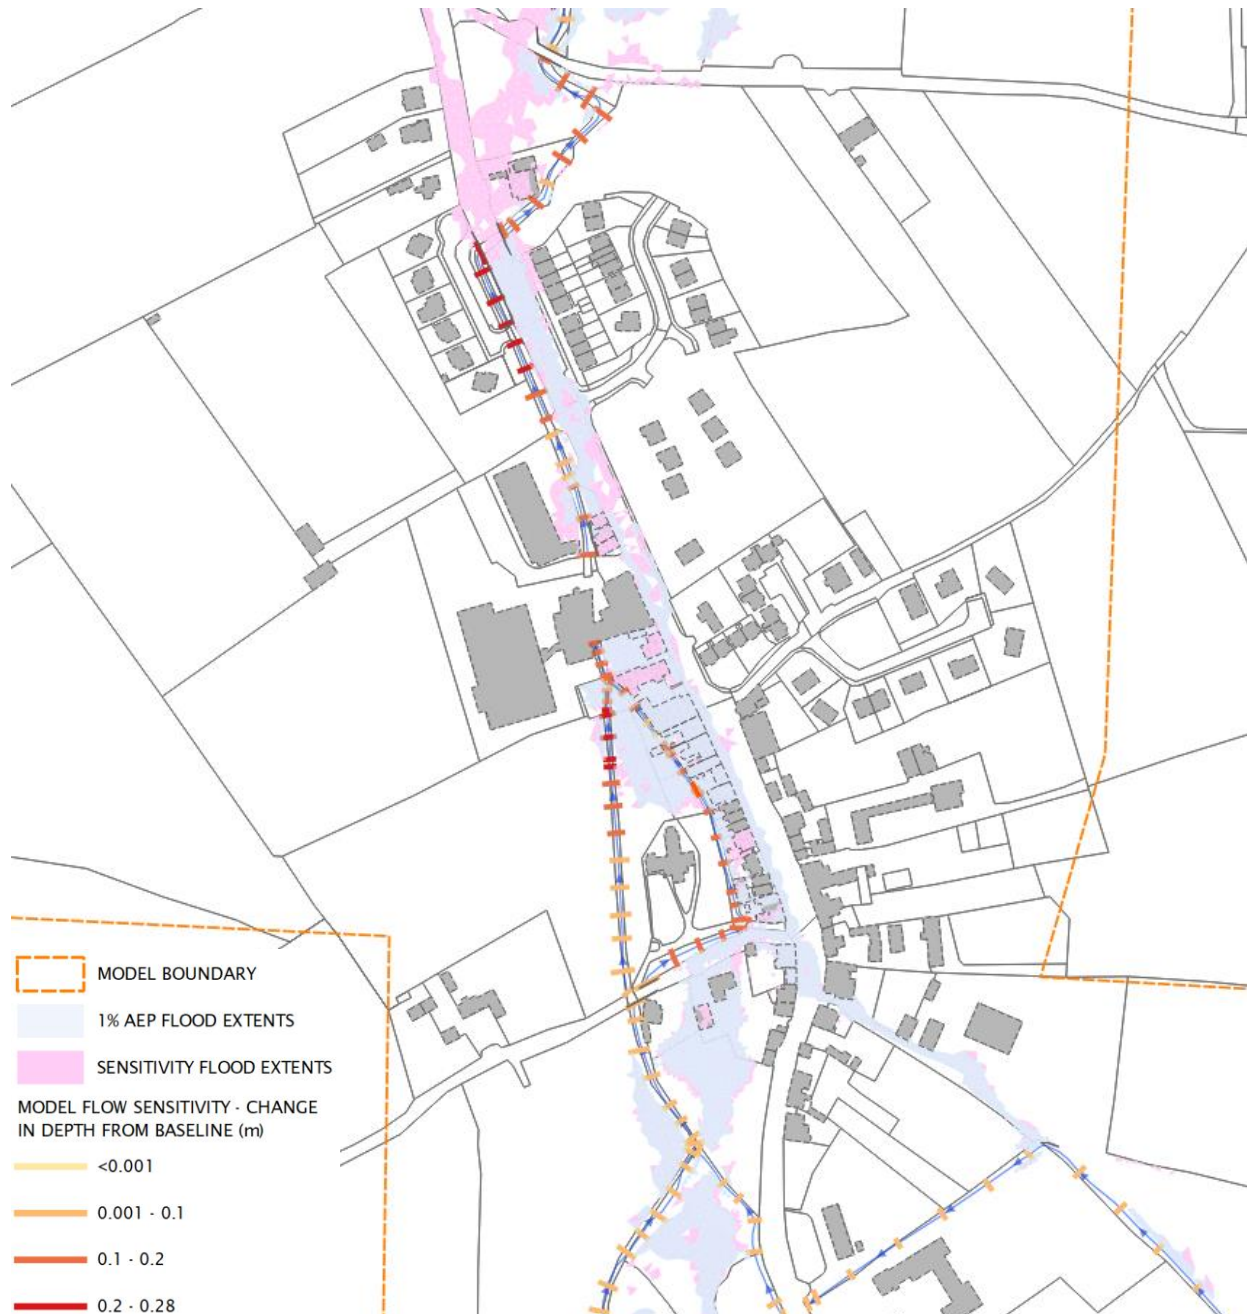 MODEL BOUNDARY
1% AEP FLOOD EXTENTS
SENSITIVITY FLOOD EXTENTS
MODEL FLOW SENSITIVITY - CHANGE
IN DEPTH FROM BASELINE (m)
<0.001
0.001 - 0.1
0.1 - 0.2
0.2 - 0.28